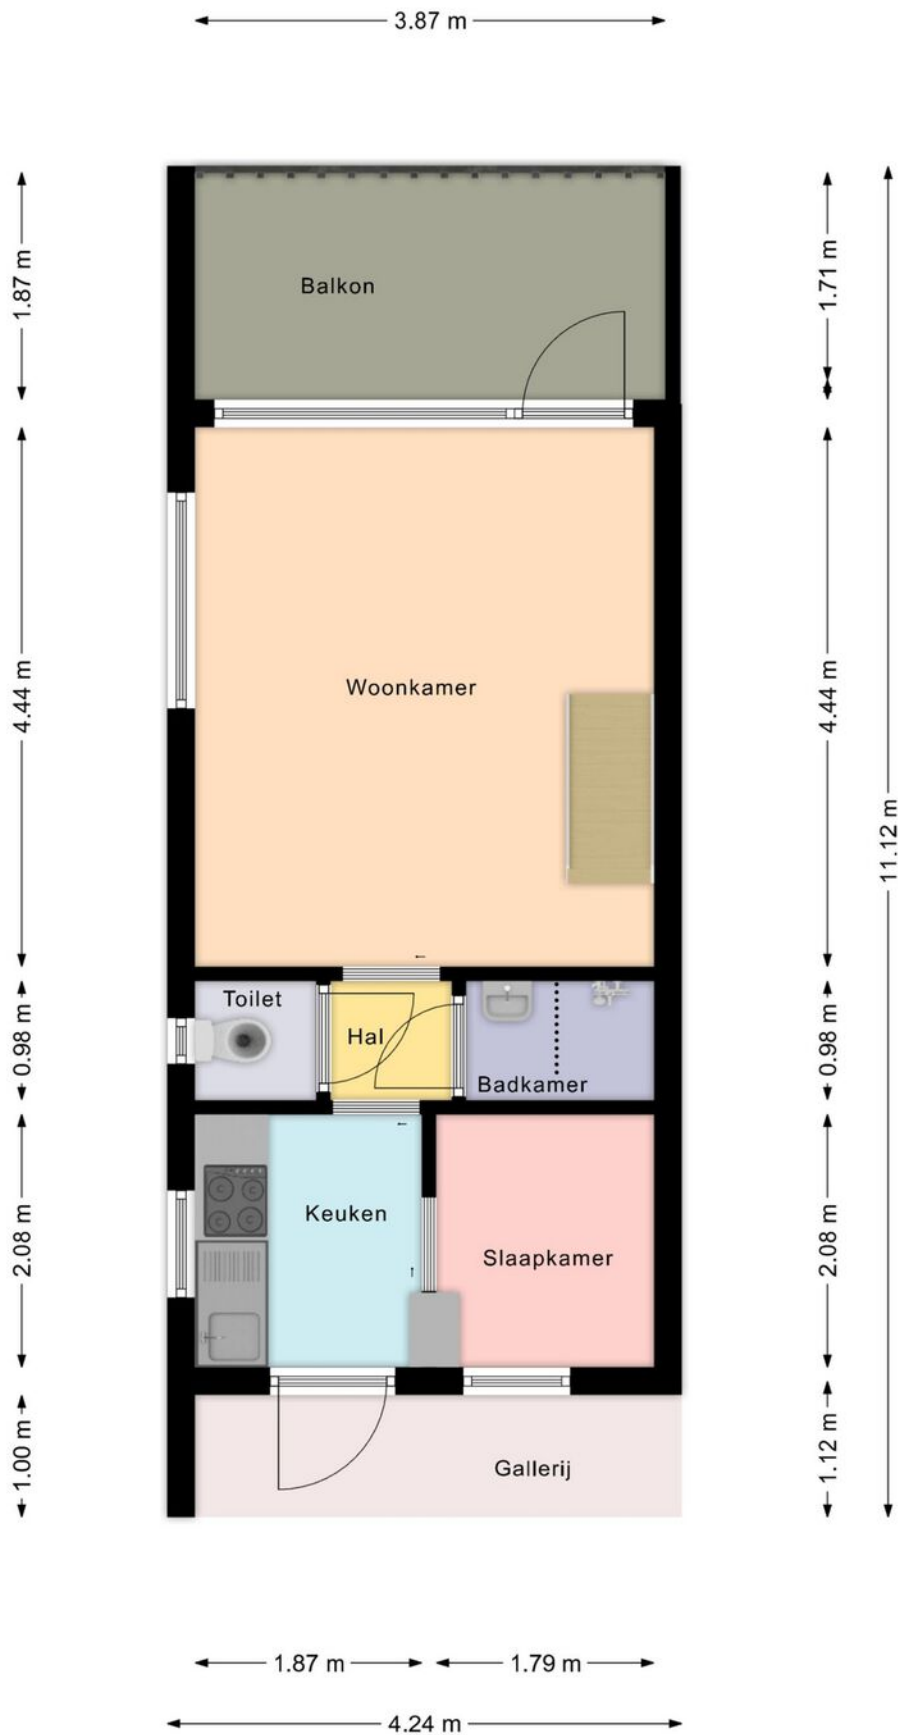 3.87 m
1.87 m
1.71 m
Balkon
4.44 m
Woonkamer
4.44 m
11.12 m
0.98 m
Toilet
Hal
Badkamer
0.98 m
2.08 m
Keuken
Slaapkamer
2.08 m
1.00 m
Gallerij
1.12 m
1.87 m
1.79 m
4.24 m